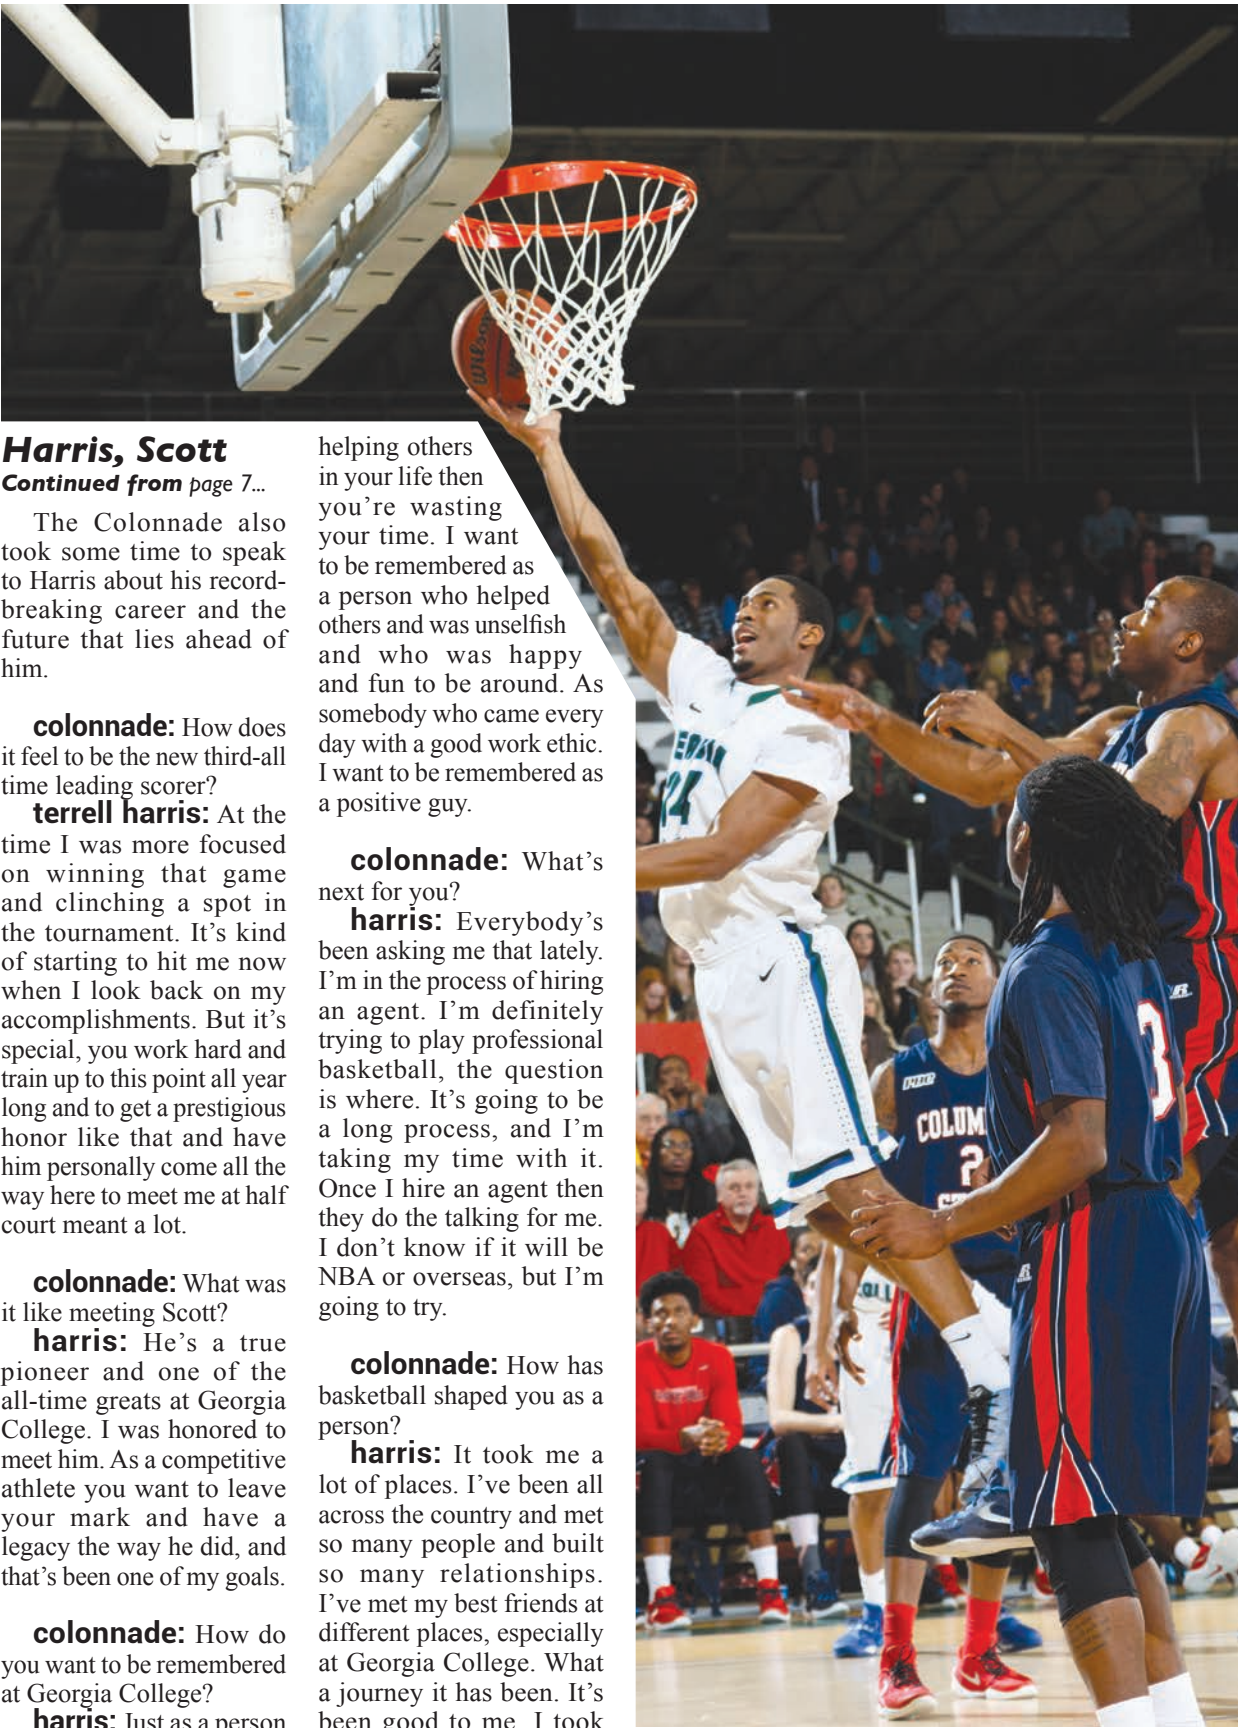 Harris, Scott
Continued from page 7...
The Colonnade also
took some time to speak
to Harris about his record-
breaking career and the
future that lies ahead of
him.
colonnade: How does
it feel to be the new third-all
time leading scorer?
terrell harris: At the
time I was more focused
on winning that game
and clinching a spot in
the tournament. It's kind
of starting to hit me now
when I look back on my
accomplishments. But it's
special, you work hard and
train up to this point all year
long and to get a prestigious
honor like that and have
him personally come all the
way here to meet me at half
court meant a lot.
colonnade: What was
it like meeting Scott?
harris: He's a true
pioneer and one of the
all-time greats at Georgia
College. I was honored to
meet him. As a competitive
athlete you want to leave
your mark and have a
legacy the way he did, and
that's been one of my goals.
colonnade: How do
you want to be remembered
at Georgia College?
harris: Just as a person
helping others
in your life then
you're wasting
your time. I want
to be remembered as
a person who helped
others and was unselfish
and who was happy
and fun to be around. As
somebody who came every
day with a good work ethic.
I want to be remembered as
a positive guy.
colonnade: What's
next for you?
harris: Everybody's
been asking me that lately.
I'm in the process of hiring
an agent. I'm definitely
trying to play professional
basketball, the question
is where. It's going to be
a long process, and I'm
taking my time with it.
Once I hire an agent then
they do the talking for me.
I don't know if it will be
NBA or overseas, but I'm
going to try.
colonnade: How has
basketball shaped you as a
person?
harris: It took me a
lot of places. I've been all
across the country and met
so many people and built
so many relationships.
I've met my best friends at
different places, especially
at Georgia College. What
a journey it has been. It's
been good to me. I took
Wilson
24
3
COLUM
2